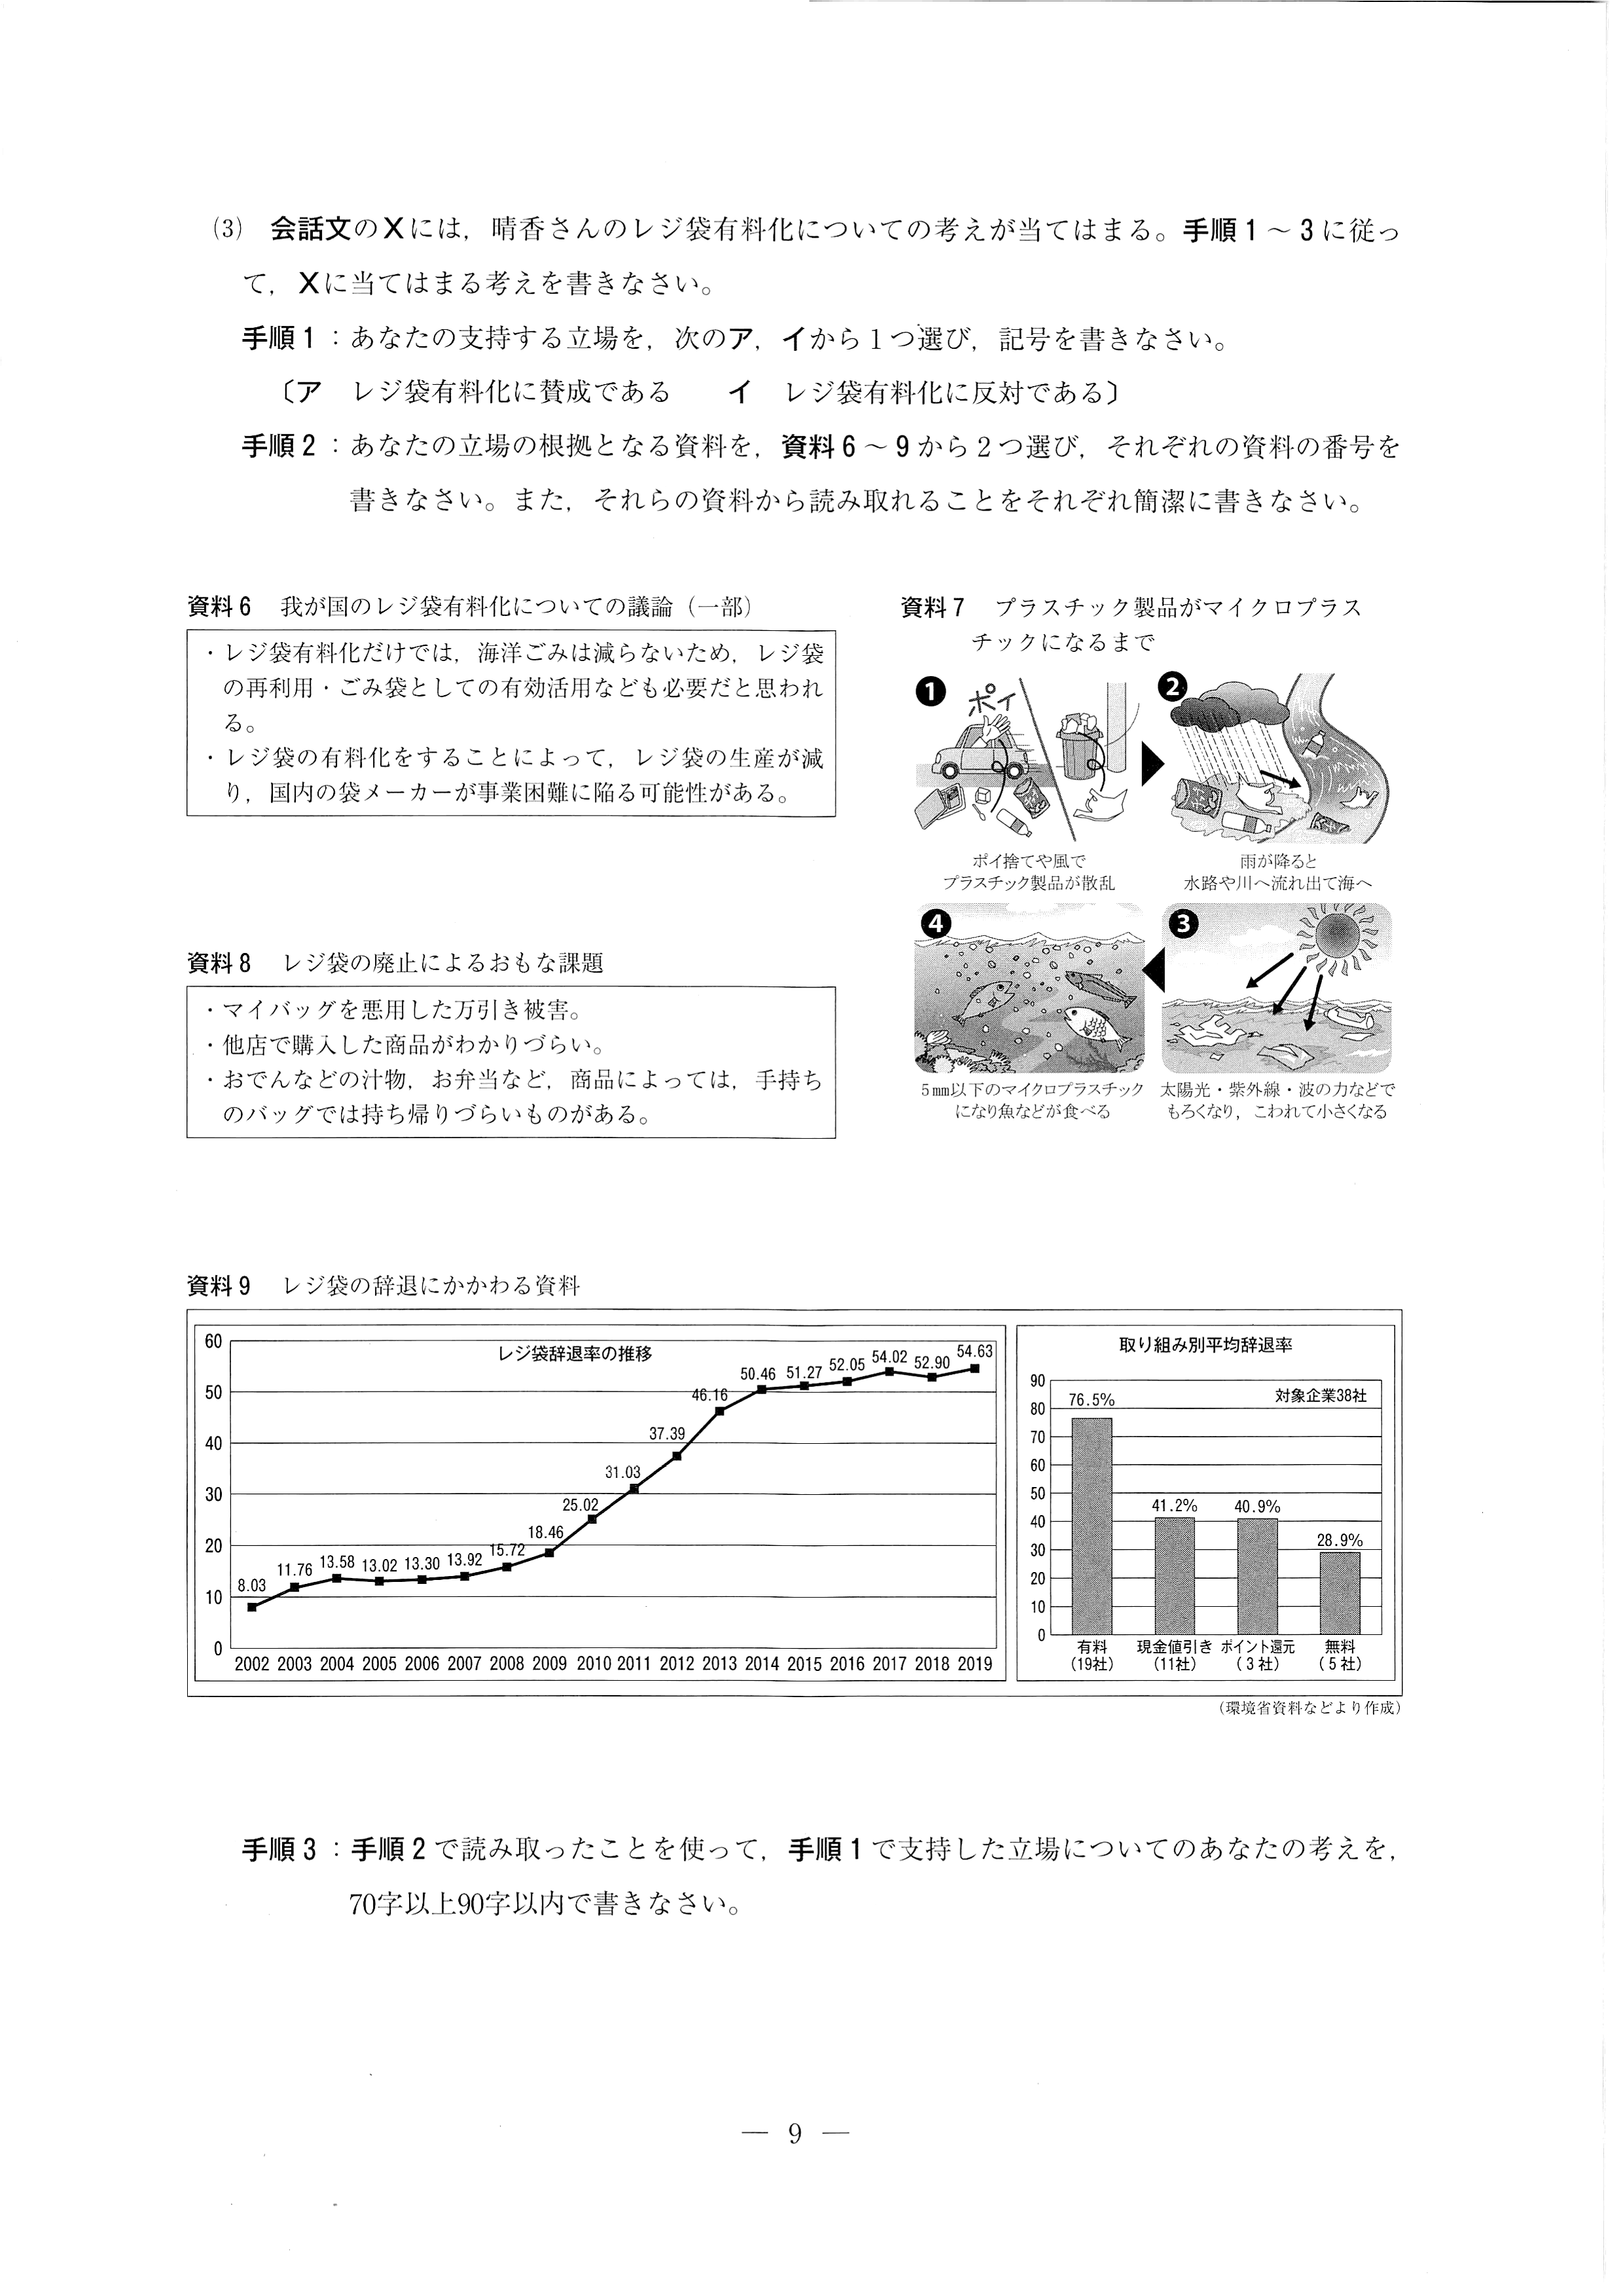 (3) 会話文のXには，晴香さんのレジ袋有料化についての考えが当てはまる。手順1～3に従っ
て，Xに当てはまる考えを書きなさい。
手順1：あなたの支持する立場を，次のア，イから1つ選び，記号を書きなさい。
〔ア　レジ袋有料化に賛成である　　イ　レジ袋有料化に反対である〕
手順2：あなたの立場の根拠となる資料を，資料6～9から2つ選び，それぞれの資料の番号を
書きなさい。また，それらの資料から読み取れることをそれぞれ簡潔に書きなさい。
資料6　我が国のレジ袋有料化についての議論（一部）
・レジ袋有料化だけでは，海洋ごみは減らないため，レジ袋
の再利用・ごみ袋としての有効活用なども必要だと思われ
る。
・レジ袋の有料化をすることによって，レジ袋の生産が減
り，国内の袋メーカーが事業困難に陥る可能性がある。
資料7　プラスチック製品がマイクロプラス
チックになるまで
❶
ポイ
❷
ポイ捨てや風で
プラスチック製品が散乱
雨が降ると
水路や川へ流れ出て海へ
❹
❸
5㎜以下のマイクロプラスチック
になり魚などが食べる
太陽光・紫外線・波の力などで
もろくなり，こわれて小さくなる
資料8　レジ袋の廃止によるおもな課題
・マイバッグを悪用した万引き被害。
・他店で購入した商品がわかりづらい。
・おでんなどの汁物，お弁当など，商品によっては，手持ち
のバッグでは持ち帰りづらいものがある。
資料9　レジ袋の辞退にかかわる資料
レジ袋辞退率の推移
60
50
40
30
20
10
0
8.03 11.76 13.58 13.02 13.30 13.92 15.72 18.46 25.02 31.03 37.39 46.16 50.46 51.27 52.05 54.02 52.90 54.63
2002 2003 2004 2005 2006 2007 2008 2009 2010 2011 2012 2013 2014 2015 2016 2017 2018 2019
取り組み別平均辞退率
対象企業38社
90
80
70
60
50
40
30
20
10
0
76.5% 41.2% 40.9% 28.9%
有料 現金値引き ポイント還元 無料
(19社) (11社) (3社) (5社)
（環境省資料などより作成）
手順3：手順2で読み取ったことを使って，手順1で支持した立場についてのあなたの考えを，
70字以上90字以内で書きなさい。
― 9 ―